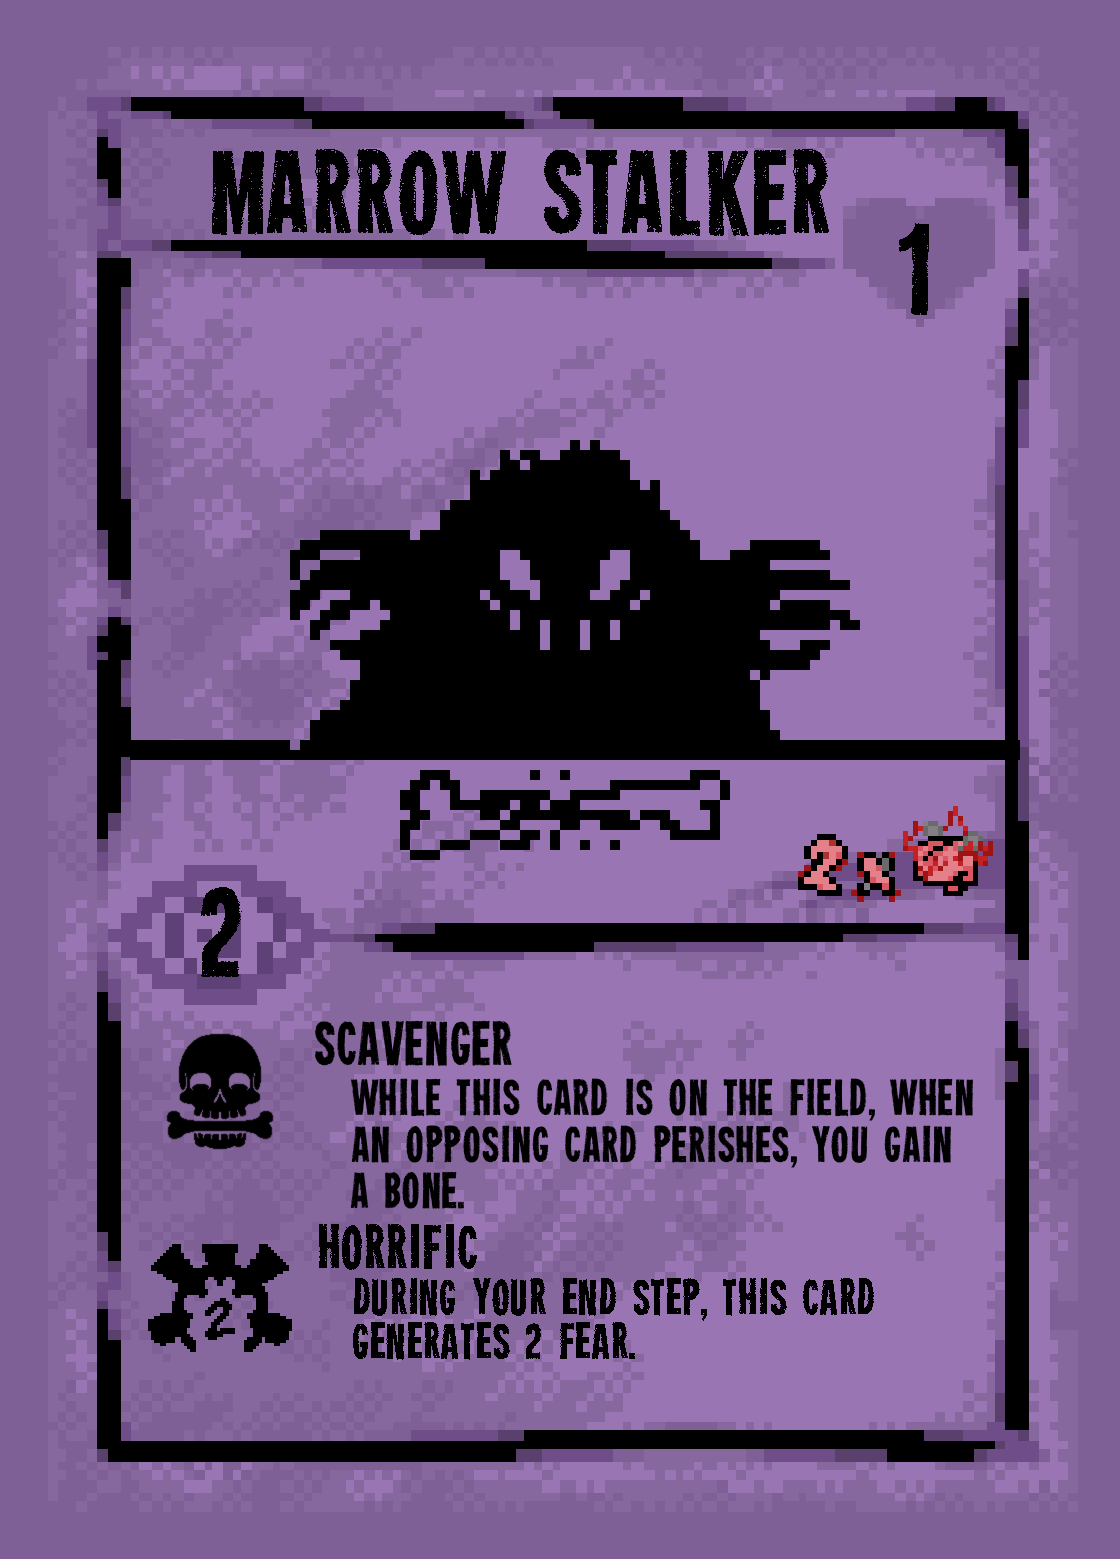 MARROW STALKER
1
2 x
2
SCAVENGER
WHILE THIS CARD IS ON THE FIELD, WHEN
AN OPPOSING CARD PERISHES, YOU GAIN
A BONE.
HORRIFIC
2
DURING YOUR END STEP, THIS CARD
GENERATES 2 FEAR.